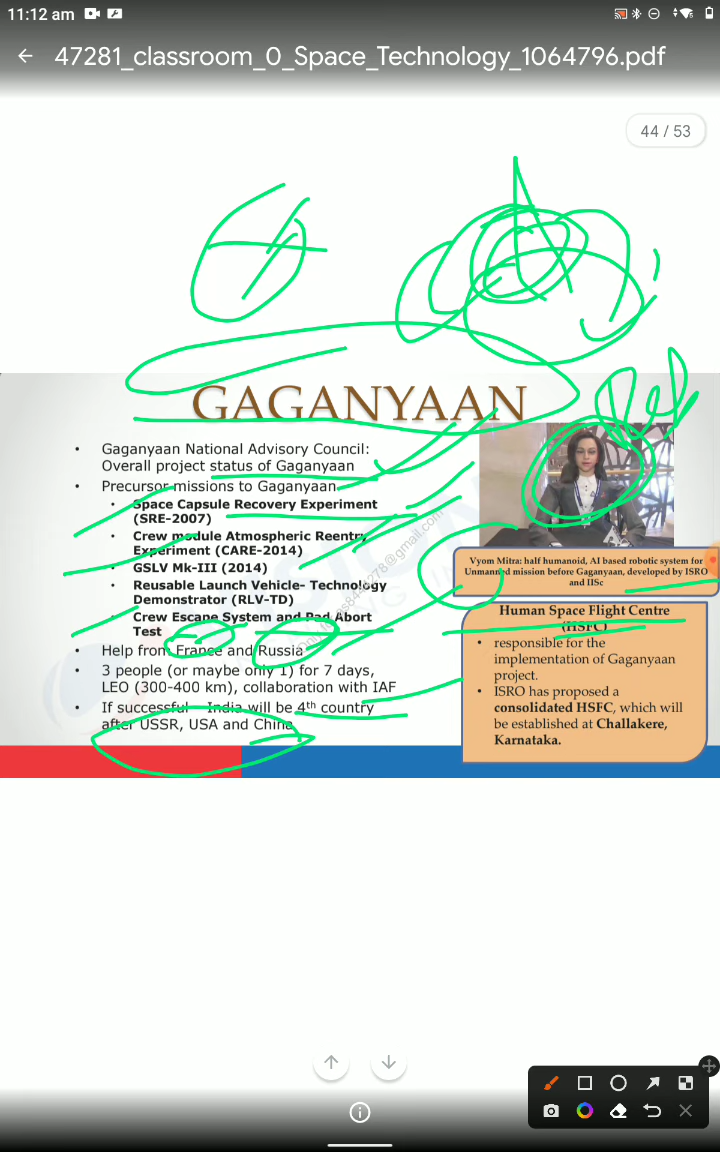 11:12 am
47281_classroom_0_Space_Technology_1064796.pdf
44 / 53
GAGANYAAN
• Gaganyaan National Advisory Council:
Overall project status of Gaganyaan
• Precursor missions to Gaganyaan
• Space Capsule Recovery Experiment
(SRE-2007)
• Crew module Atmospheric Reentry
Experiment (CARE-2014)
• GSLV Mk-III (2014)
• Reusable Launch Vehicle- Technology
Demonstrator (RLV-TD)
• Crew Escape System and Pad Abort
Test
• Help from France and Russia
• 3 people (or maybe only 1) for 7 days,
LEO (300-400 km), collaboration with IAF
• If successful – India will be 4th country
after USSR, USA and China
Vyom Mitra: half humanoid, AI based robotic system for
Unmanned mission before Gaganyaan, developed by ISRO
and IISc
Human Space Flight Centre
(HSFC)
• responsible for the
implementation of Gaganyaan
project.
• ISRO has proposed a
consolidated HSFC, which will
be established at Challakere,
Karnataka.